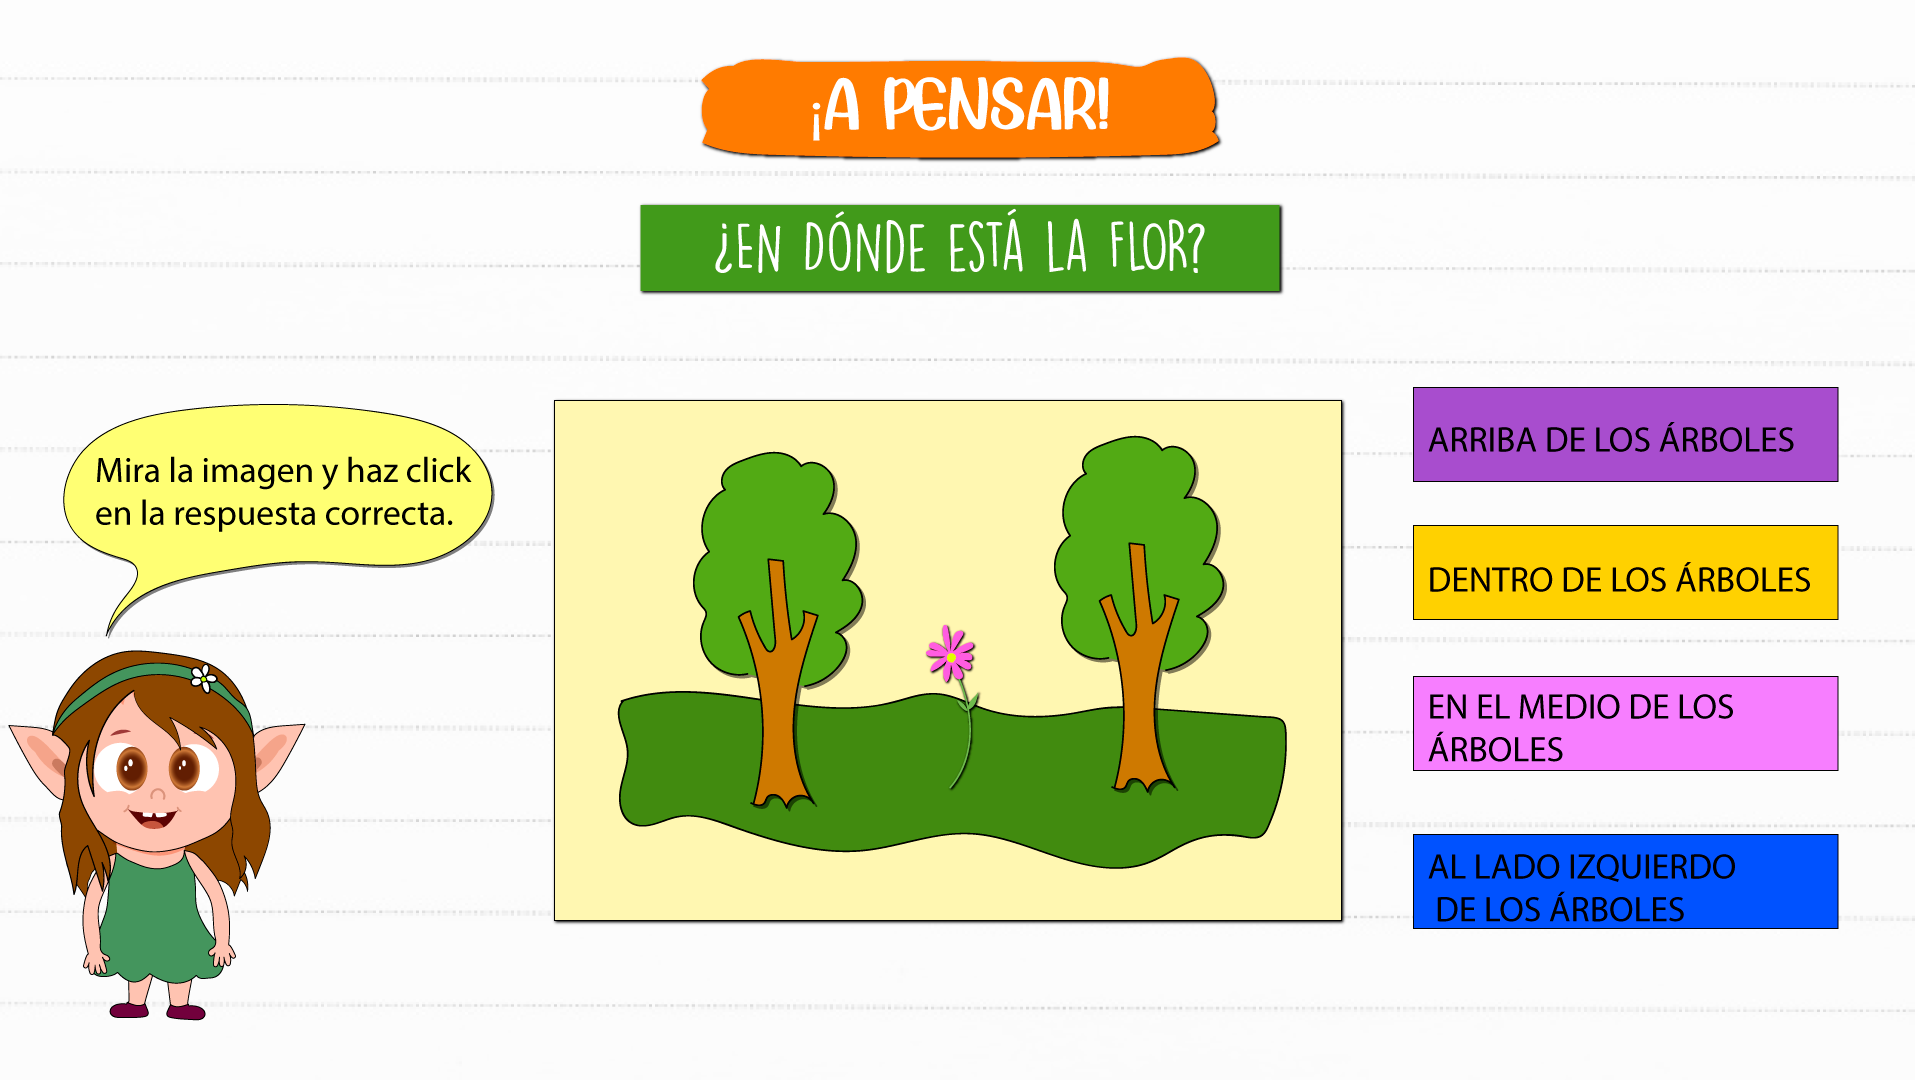 ¡A PENSAR!
¿EN DÓNDE ESTÁ LA FLOR?
Mira la imagen y haz click
en la respuesta correcta.
ARRIBA DE LOS ÁRBOLES
DENTRO DE LOS ÁRBOLES
EN EL MEDIO DE LOS
ÁRBOLES
AL LADO IZQUIERDO
DE LOS ÁRBOLES